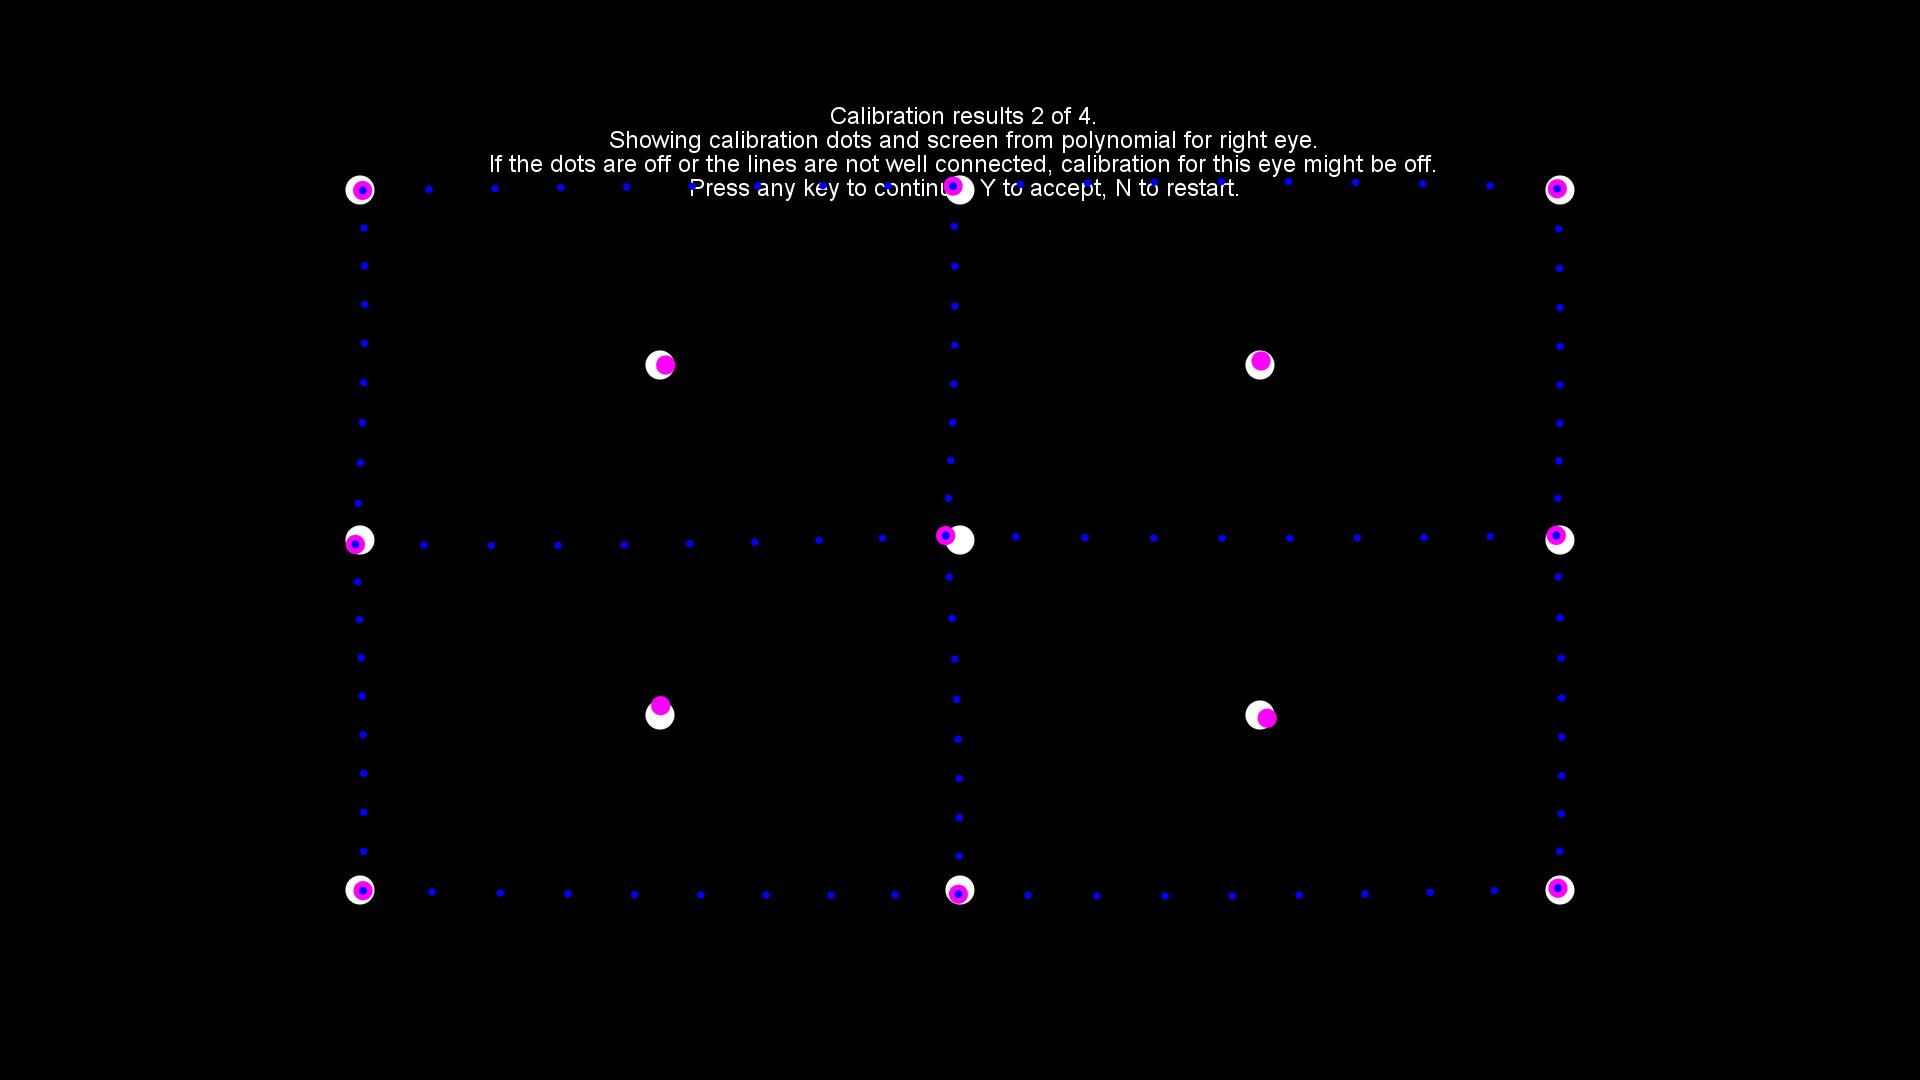 Calibration results 2 of 4.
Showing calibration dots and screen from polynomial for right eye.
If the dots are off or the lines are not well connected, calibration for this eye might be off.
Press any key to continu Y to accept, N to restart.